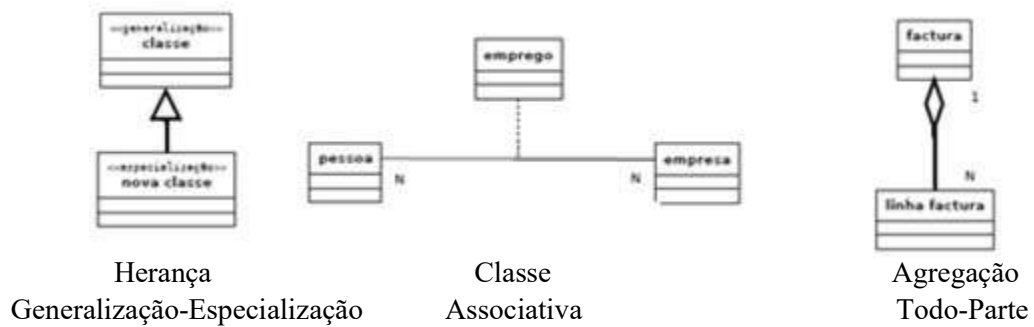 <<generalização>>
classe
<<especialização>>
nova classe
emprego
pessoa
N
N
empresa
factura
1
N
linha factura
Herança
Generalização-Especialização
Classe
Associativa
Agregação
Todo-Parte